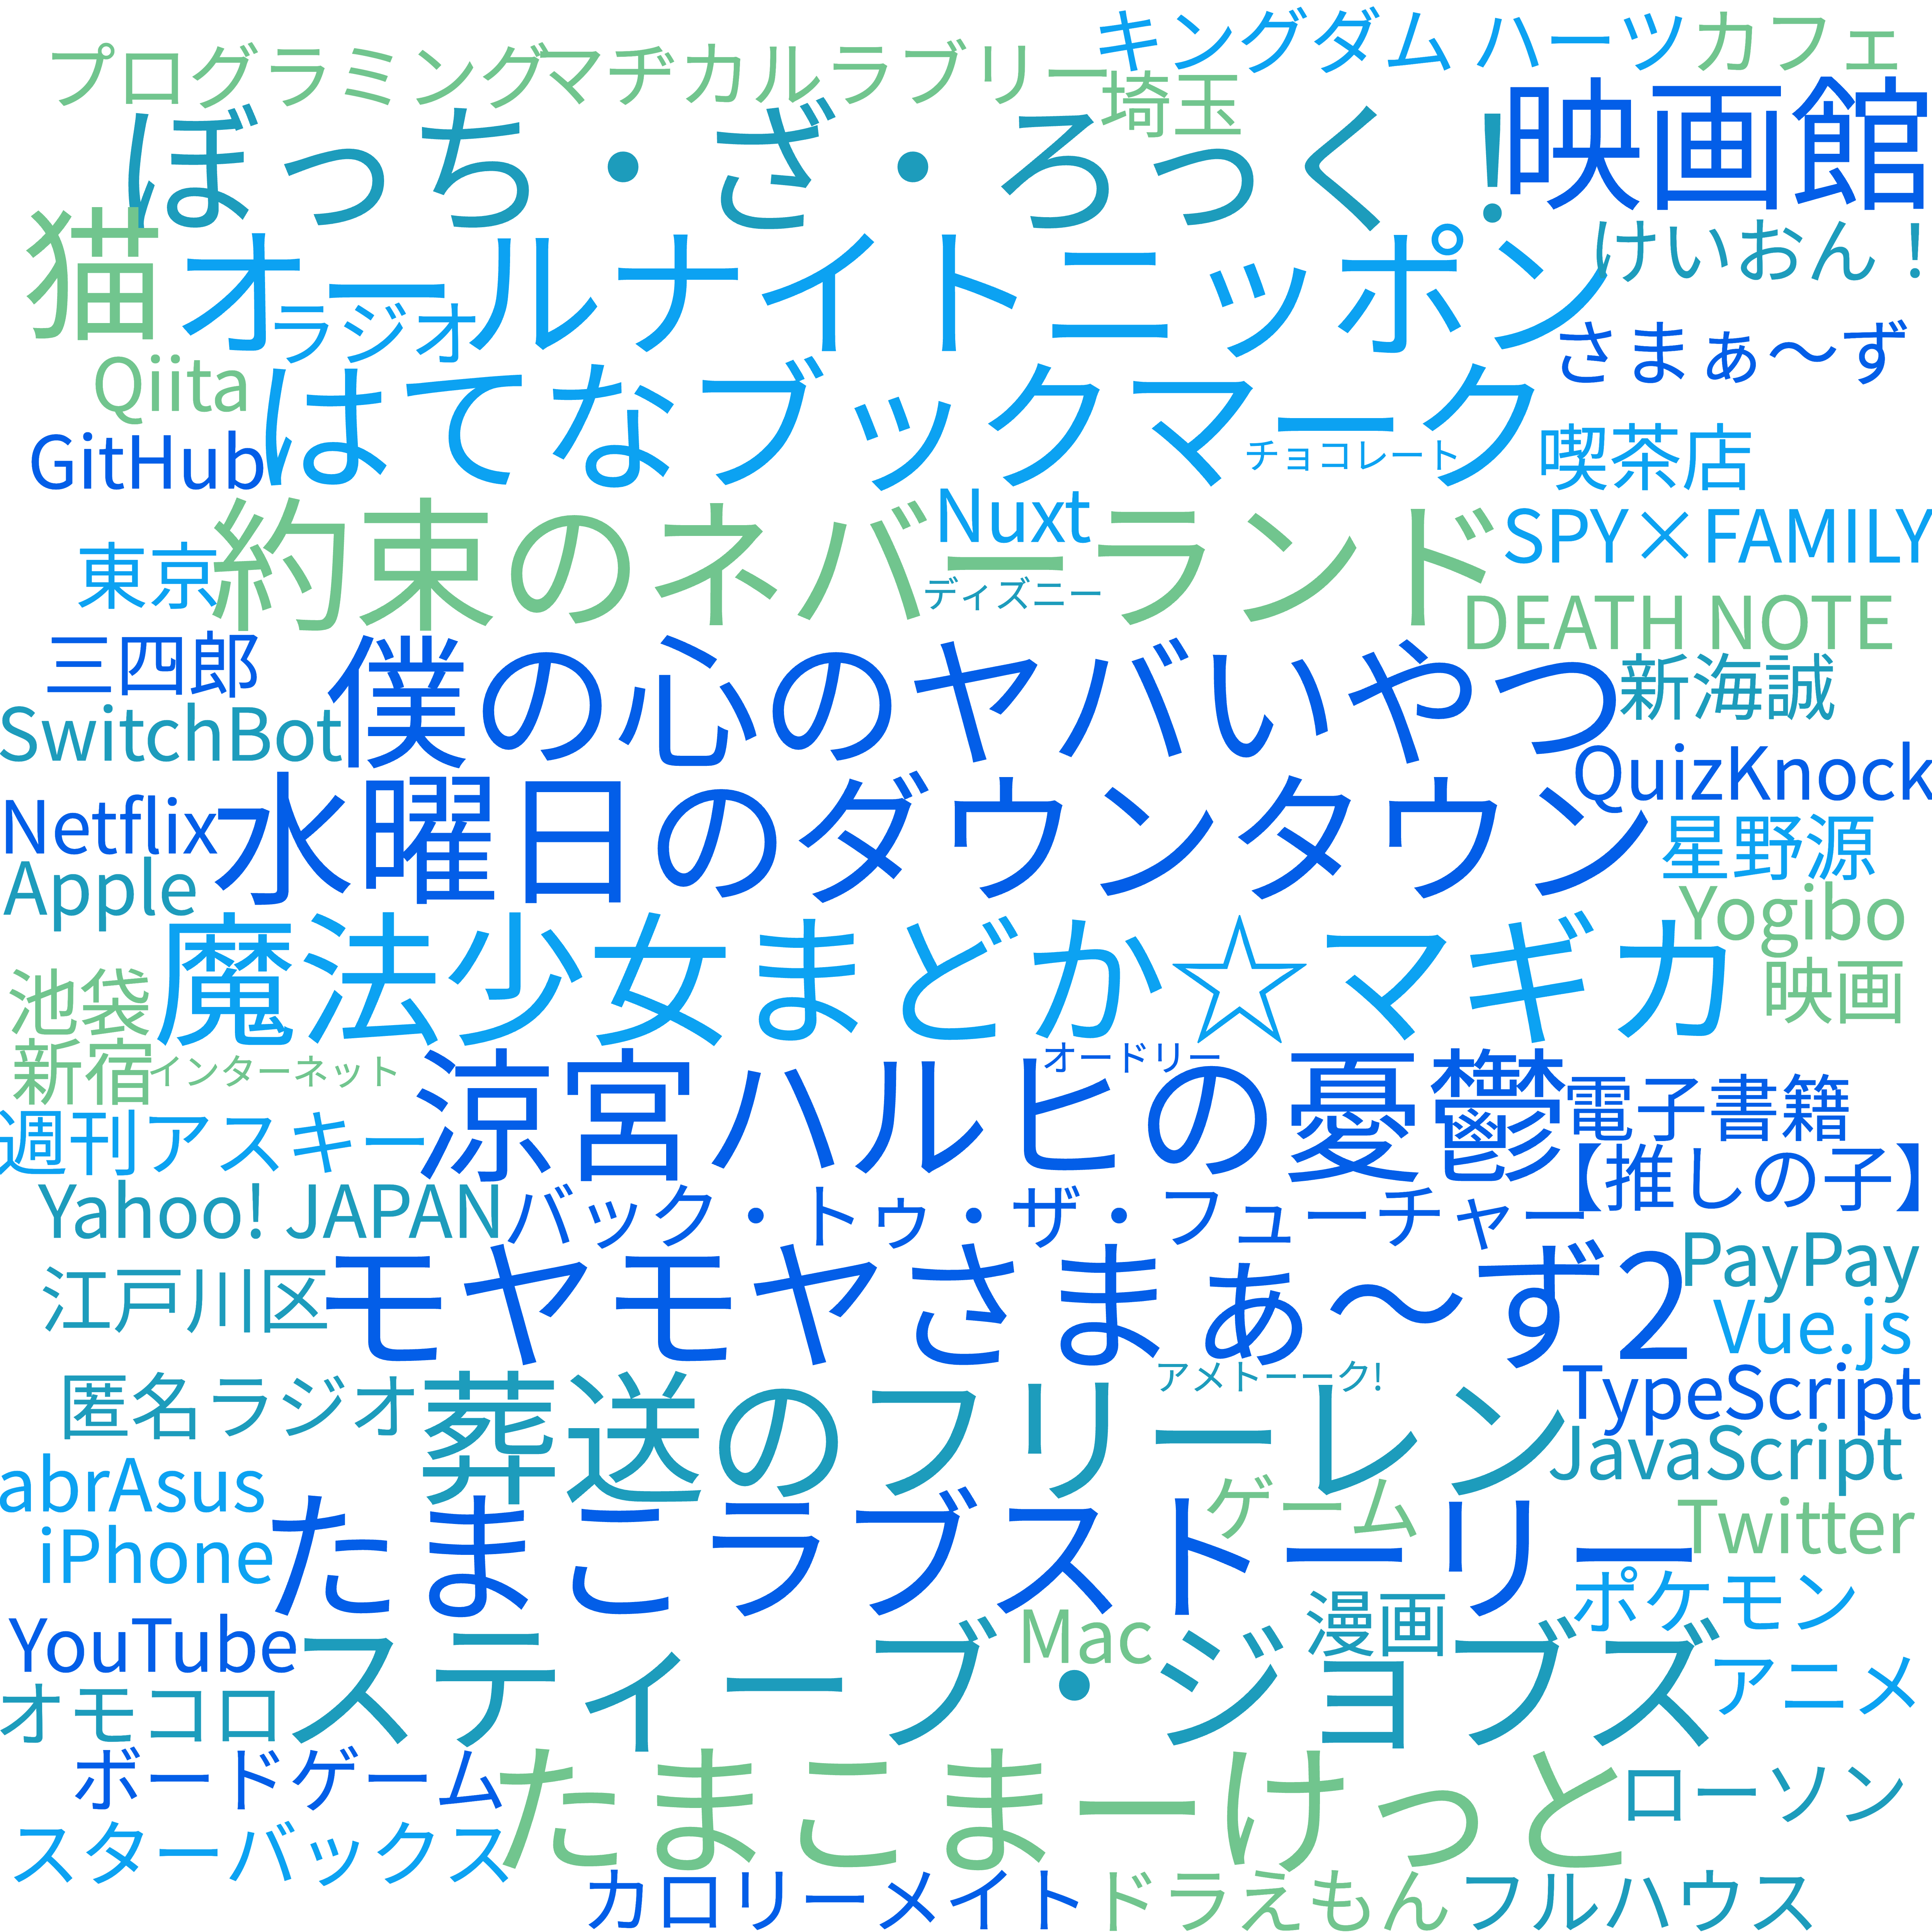 キングダム ハーツ
カフェ
プログラミング
マヂカルラブリー
埼玉
ぼっち・ざ・ろっく！
映画館
猫
オールナイトニッポン
けいおん！
ラジオ
さまぁ〜ず
Qiita
はてなブックマーク
GitHub
チョコレート
喫茶店
約束のネバーランド
Nuxt
SPY×FAMILY
東京
ディズニー
DEATH NOTE
三四郎
僕の心のヤバいやつ
新海誠
SwitchBot
QuizKnock
Netflix
水曜日のダウンタウン
星野源
Apple
Yogibo
魔法少女まどか☆マギカ
池袋
映画
新宿
インターネット
オードリー
涼宮ハルヒの憂鬱
電子書籍
週刊アスキー
【推しの子】
Yahoo! JAPAN
バック・トゥ・ザ・フューチャー
PayPay
江戸川区
モヤモヤさまぁ〜ず2
Vue.js
アメトーーク!
TypeScript
匿名ラジオ
葬送のフリーレン
JavaScript
abrAsus
ゲーム
Twitter
iPhone
たまこラブストーリー
ポケモン
YouTube
Mac
漫画
スティーブ・ジョブズ
アニメ
オモコロ
ボードゲーム
たまこまーけっと
ローソン
スターバックス
カロリーメイト
ドラえもん
フルハウス